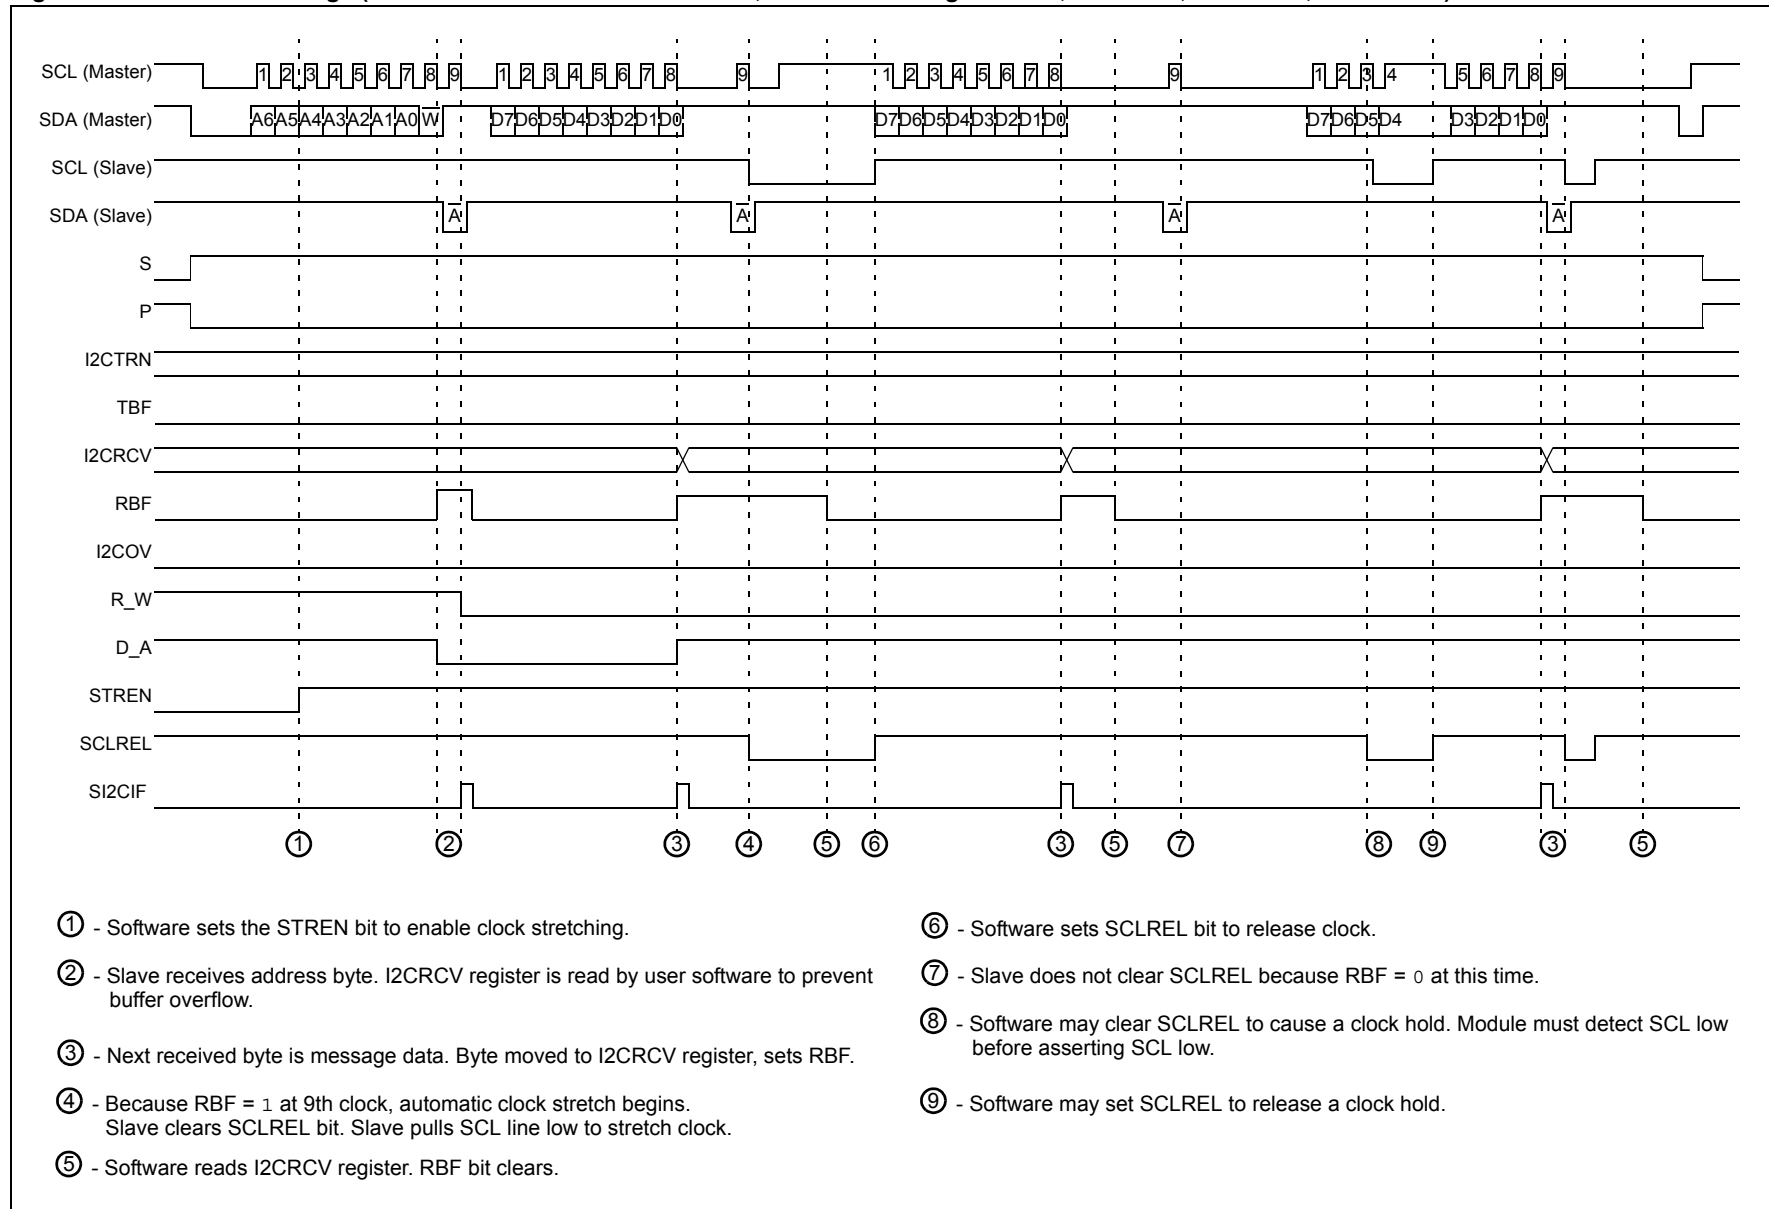 SCL (Master) 1 2 3 4 5 6 7 8 9 1 2 3 4 5 6 7 8 9 1 2 3 4 5 6 7 8 9 1 2 3 4 5 6 7 8 9
SDA (Master) A6 A5 A4 A3 A2 A1 A0 W D7 D6 D5 D4 D3 D2 D1 D0 D7 D6 D5 D4 D3 D2 D1 D0 D7 D6 D5 D4 D3 D2 D1 D0
SCL (Slave)
SDA (Slave) A A A A
S
P
I2CTRN
TBF
I2CRCV
RBF
I2COV
R_W
D_A
STREN
SCLREL
SI2CIF
① ② ③ ④ ⑤ ⑥ ③ ⑤ ⑦ ⑧ ⑨ ③ ⑤
① - Software sets the STREN bit to enable clock stretching.
② - Slave receives address byte. I2CRCV register is read by user software to prevent
buffer overflow.
③ - Next received byte is message data. Byte moved to I2CRCV register, sets RBF.
④ - Because RBF = 1 at 9th clock, automatic clock stretch begins.
Slave clears SCLREL bit. Slave pulls SCL line low to stretch clock.
⑤ - Software reads I2CRCV register. RBF bit clears.
⑥ - Software sets SCLREL bit to release clock.
⑦ - Slave does not clear SCLREL because RBF = 0 at this time.
⑧ - Software may clear SCLREL to cause a clock hold. Module must detect SCL low
before asserting SCL low.
⑨ - Software may set SCLREL to release a clock hold.